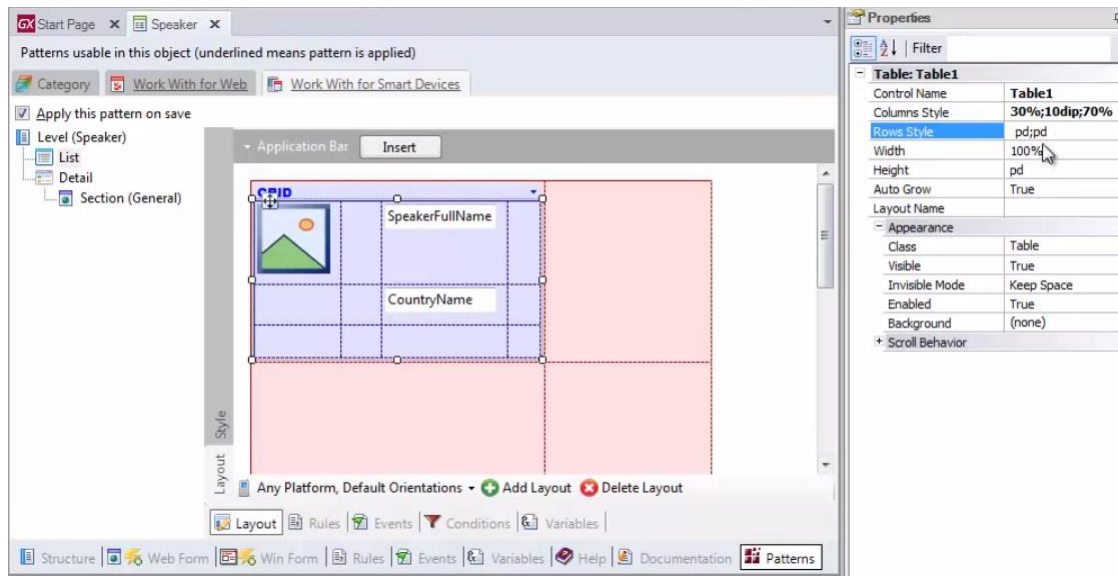 GX Start Page X Speaker X
Patterns usable in this object (underlined means pattern is applied)
Category Work With for Web Work With for Smart Devices
Apply this pattern on save
Level (Speaker)
List
Detail
Section (General)
Application Bar Insert
GRID
SpeakerFullName
CountryName
Style
Layout
Any Platform, Default Orientations Add Layout Delete Layout
Layout Rules Events Conditions Variables
Structure Web Form Win Form Rules Events Variables Help Documentation Patterns
Properties
Filter
Table: Table1
Control Name Table1
Columns Style 30%;10dip;70%
Rows Style pd;pd
Width 100%
Height pd
Auto Grow True
Layout Name
Appearance
Class Table
Visible True
Invisible Mode Keep Space
Enabled True
Background (none)
Scroll Behavior